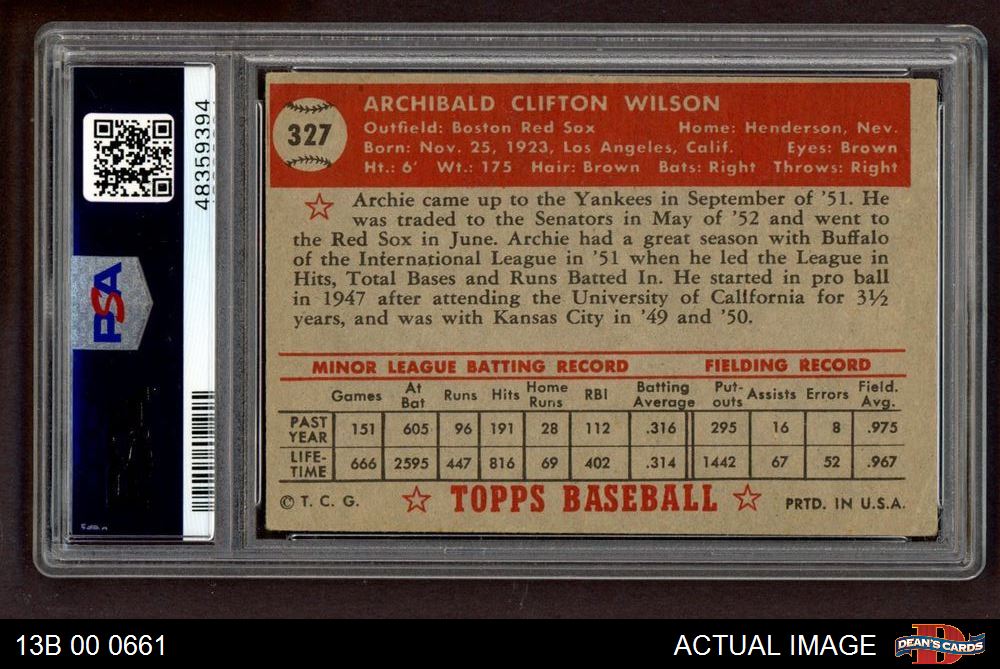 48359394
PSA
327
ARCHIBALD CLIFTON WILSON
Outfield: Boston Red Sox Home: Henderson, Nev.
Born: Nov. 25, 1923, Los Angeles, Calif. Eyes: Brown
Ht.: 6' Wt.: 175 Hair: Brown Bats: Right Throws: Right
Archie came up to the Yankees in September of '51. He
was traded to the Senators in May of '52 and went to
the Red Sox in June. Archie had a great season with Buffalo
of the International League in '51 when he led the League in
Hits, Total Bases and Runs Batted In. He started in pro ball
in 1947 after attending the University of California for 3½
years, and was with Kansas City in '49 and '50.
MINOR LEAGUE BATTING RECORD FIELDING RECORD
Games At Bat Runs Hits Home Runs RBI Batting Average Put-outs Assists Errors Field. Avg.
PAST YEAR 151 605 96 191 28 112 .316 295 16 8 .975
LIFE-TIME 666 2595 447 816 69 402 .314 1442 67 52 .967
© T. C. G. TOPPS BASEBALL PRTD. IN U.S.A.
13B 00 0661 ACTUAL IMAGE DEAN'S CARDS